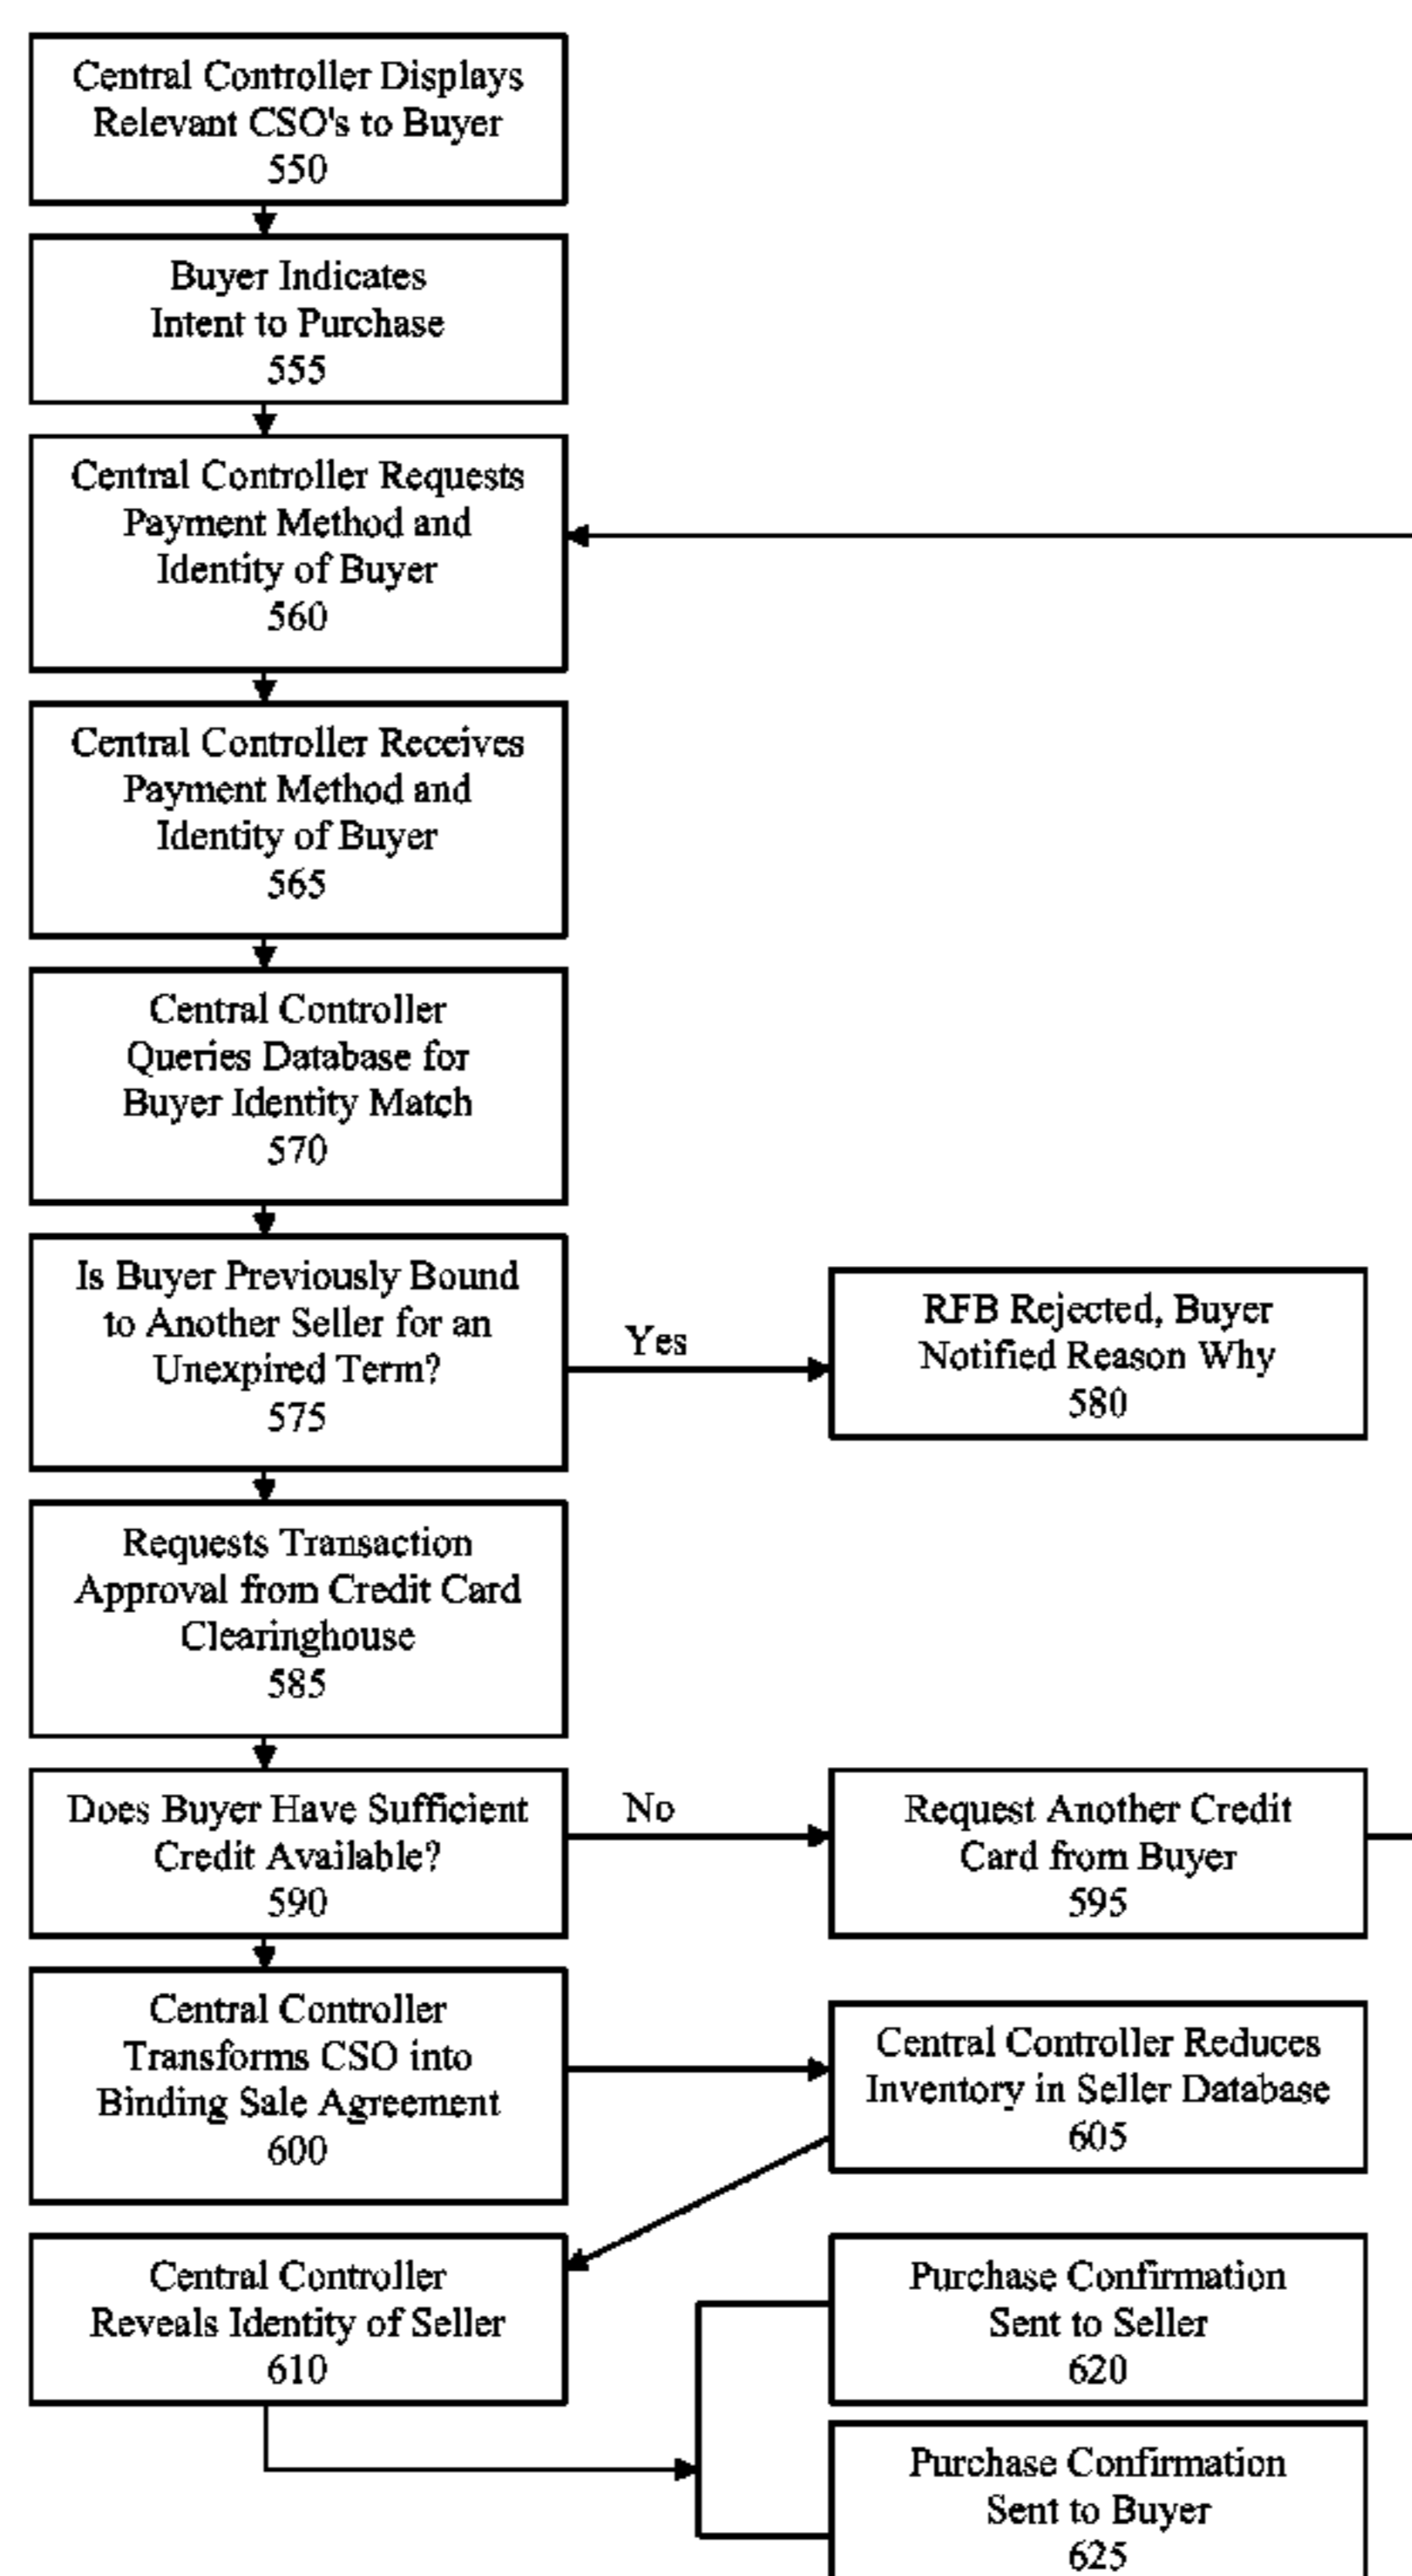 Central Controller Displays
Relevant CSO's to Buyer
550
Buyer Indicates
Intent to Purchase
555
Central Controller Requests
Payment Method and
Identity of Buyer
560
Central Controller Receives
Payment Method and
Identity of Buyer
565
Central Controller
Queries Database for
Buyer Identity Match
570
Is Buyer Previously Bound
to Another Seller for an
Unexpired Term?
575
Yes
RFB Rejected, Buyer
Notified Reason Why
580
Requests Transaction
Approval from Credit Card
Clearinghouse
585
Does Buyer Have Sufficient
Credit Available?
590
No
Request Another Credit
Card from Buyer
595
Central Controller
Transforms CSO into
Binding Sale Agreement
600
Central Controller Reduces
Inventory in Seller Database
605
Central Controller
Reveals Identity of Seller
610
Purchase Confirmation
Sent to Seller
620
Purchase Confirmation
Sent to Buyer
625